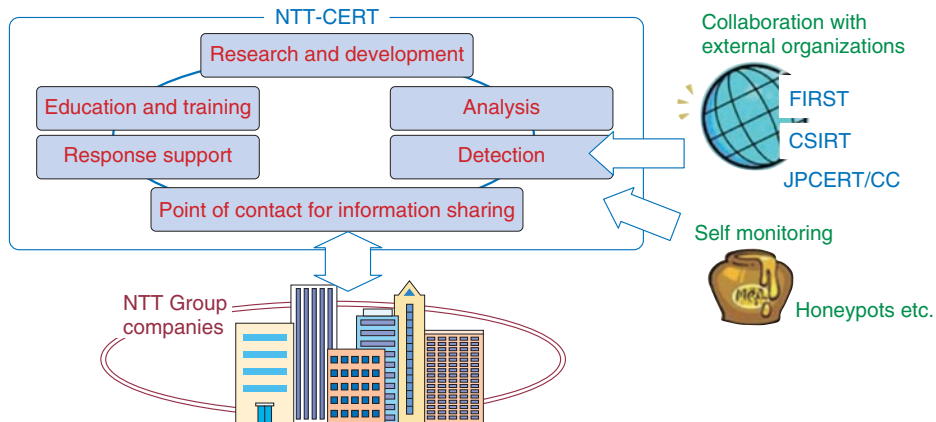 NTT-CERT
Research and development
Education and training
Analysis
Response support
Detection
Point of contact for information sharing
Collaboration with
external organizations
FIRST
CSIRT
JPCERT/CC
Self monitoring
Honeypots etc.
NTT Group
companies